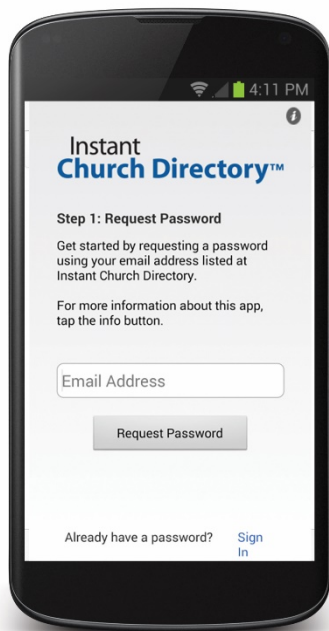 4:11 PM
i
Instant
Church Directory™
Step 1: Request Password
Get started by requesting a password
using your email address listed at
Instant Church Directory.
For more information about this app,
tap the info button.
Email Address
Request Password
Already have a password? Sign
In